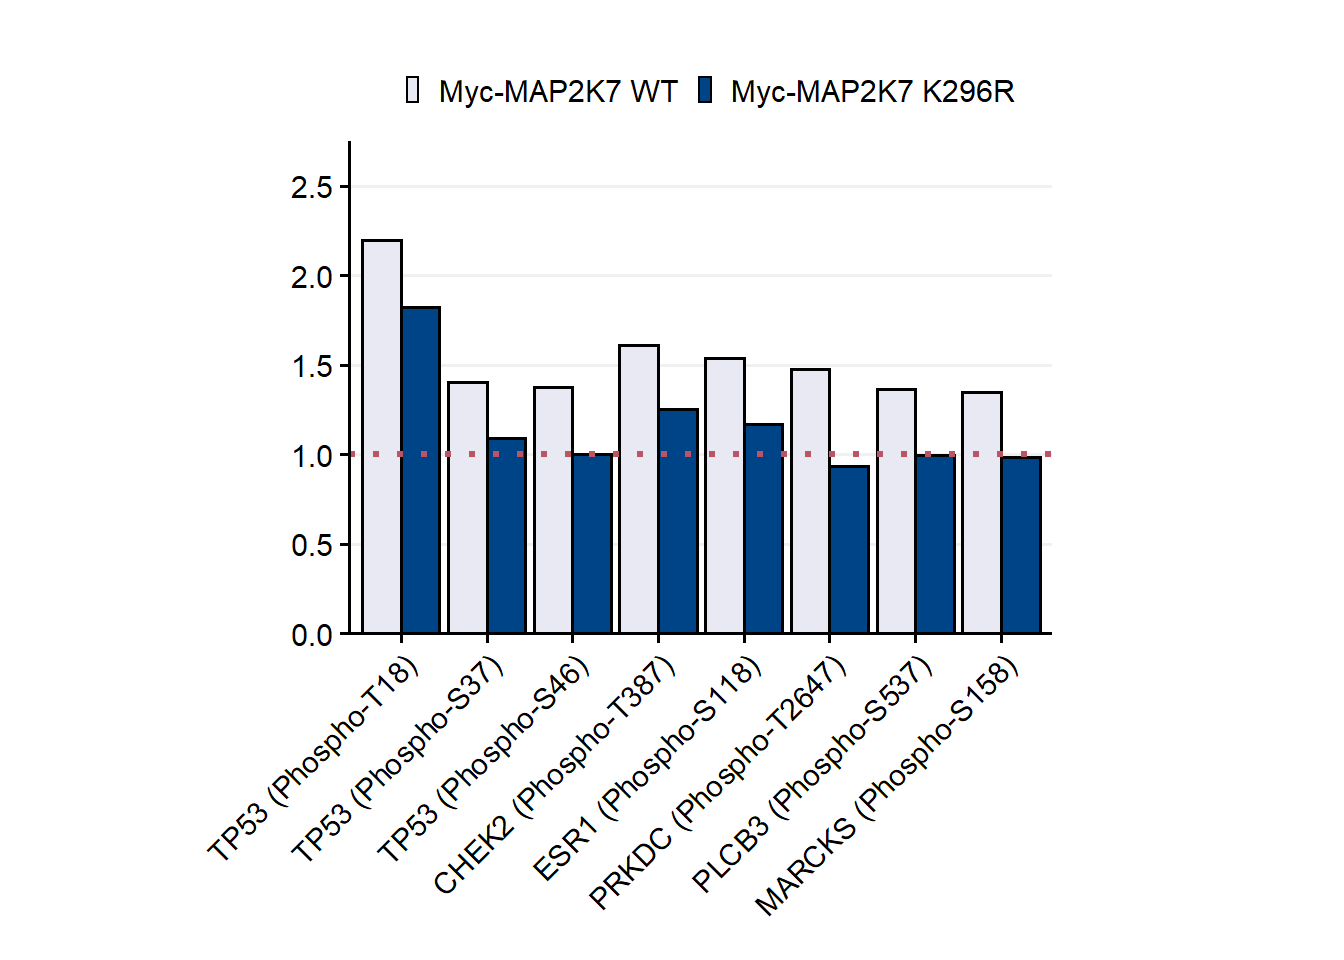 Myc-MAP2K7 WT Myc-MAP2K7 K296R
2.5
2.0
1.5
1.0
0.5
0.0
TP53 (Phospho-T18)
TP53 (Phospho-S37)
TP53 (Phospho-S46)
CHEK2 (Phospho-T387)
ESR1 (Phospho-S118)
PRKDC (Phospho-T2647)
PLCB3 (Phospho-S537)
MARCKS (Phospho-S158)